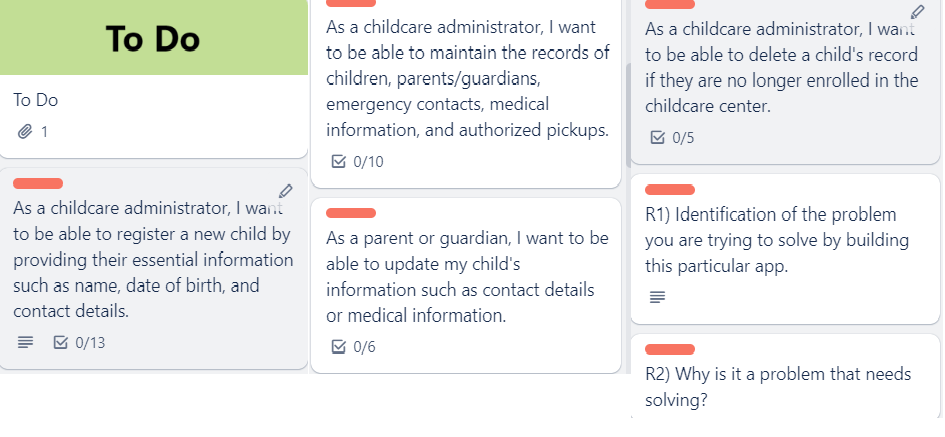 To Do
To Do
1
As a childcare administrator, I want
to be able to register a new child by
providing their essential information
such as name, date of birth, and
contact details.
0/13
As a childcare administrator, I want
to be able to maintain the records of
children, parents/guardians,
emergency contacts, medical
information, and authorized pickups.
0/10
As a parent or guardian, I want to be
able to update my child's
information such as contact details
or medical information.
0/6
As a childcare administrator, I want
to be able to delete a child's record
if they are no longer enrolled in the
childcare center.
0/5
R1) Identification of the problem
you are trying to solve by building
this particular app.
R2) Why is it a problem that needs
solving?